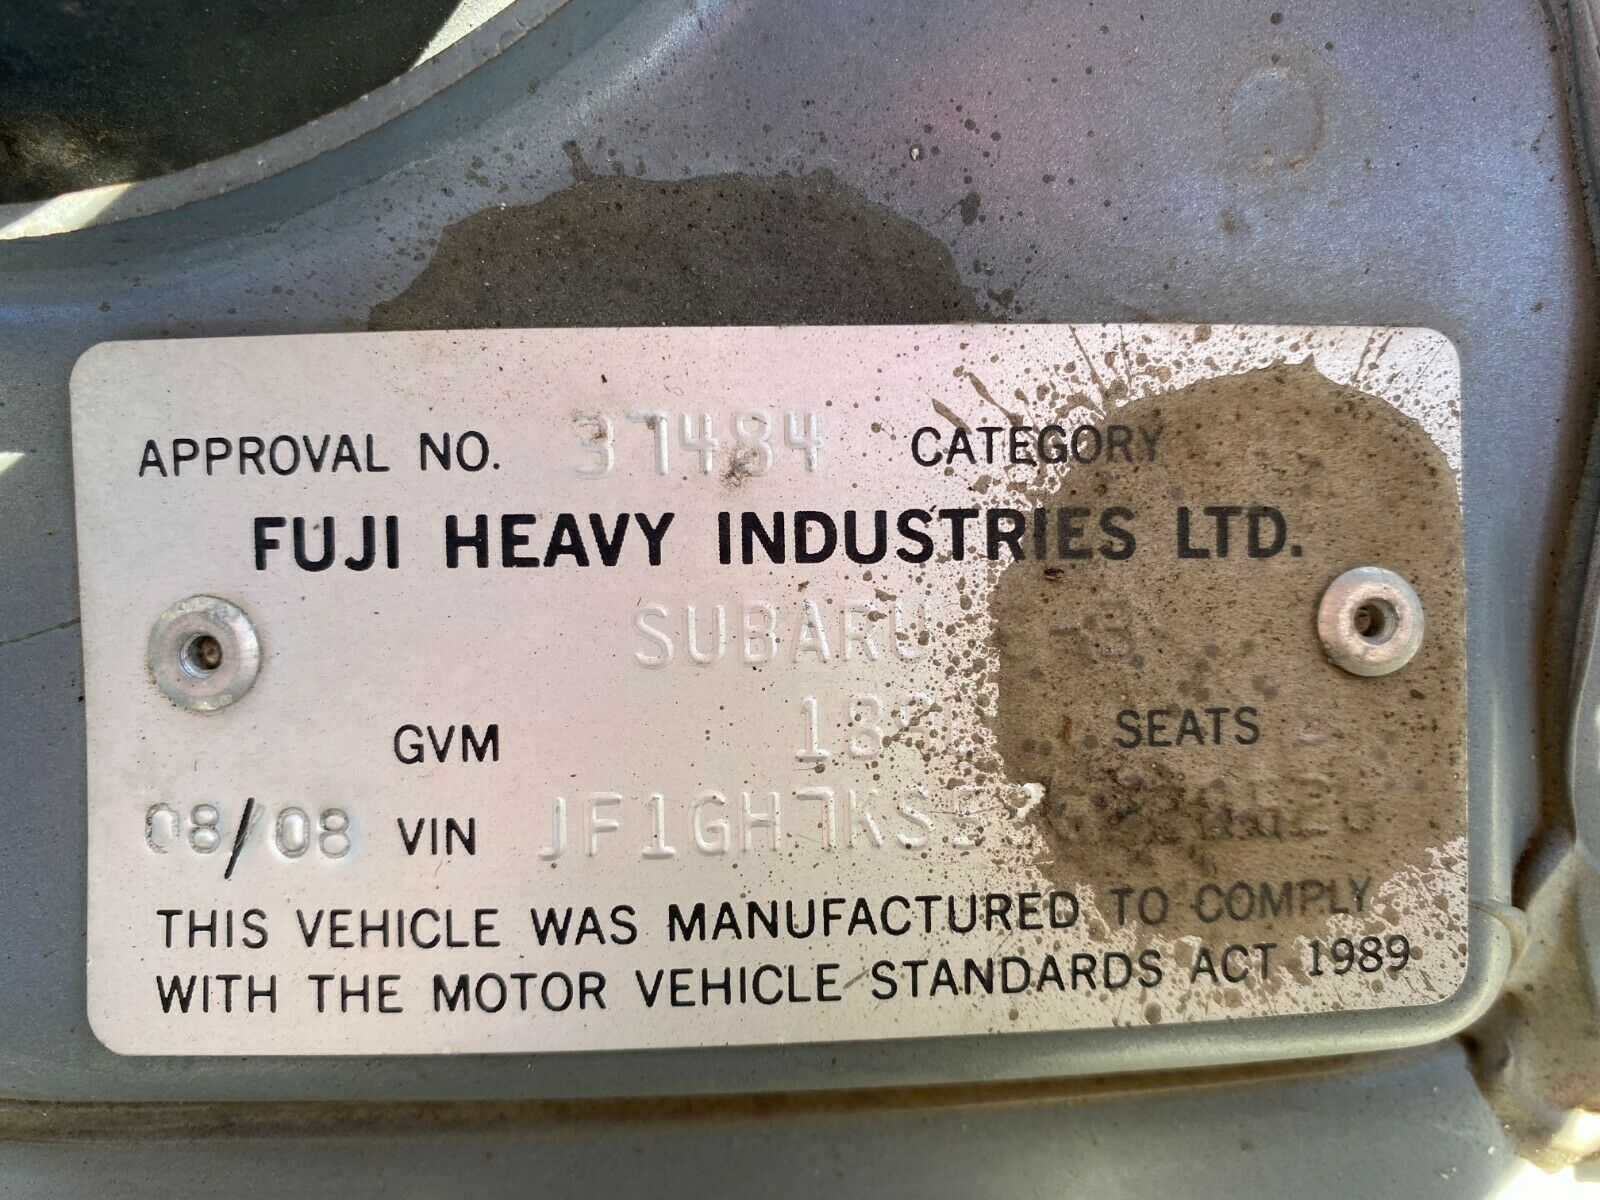 APPROVAL NO. 37484 CATEGORY
FUJI HEAVY INDUSTRIES LTD.
SUBARU
GVM SEATS
08/08 VIN
THIS VEHICLE WAS MANUFACTURED TO COMPLY
WITH THE MOTOR VEHICLE STANDARDS ACT 1989